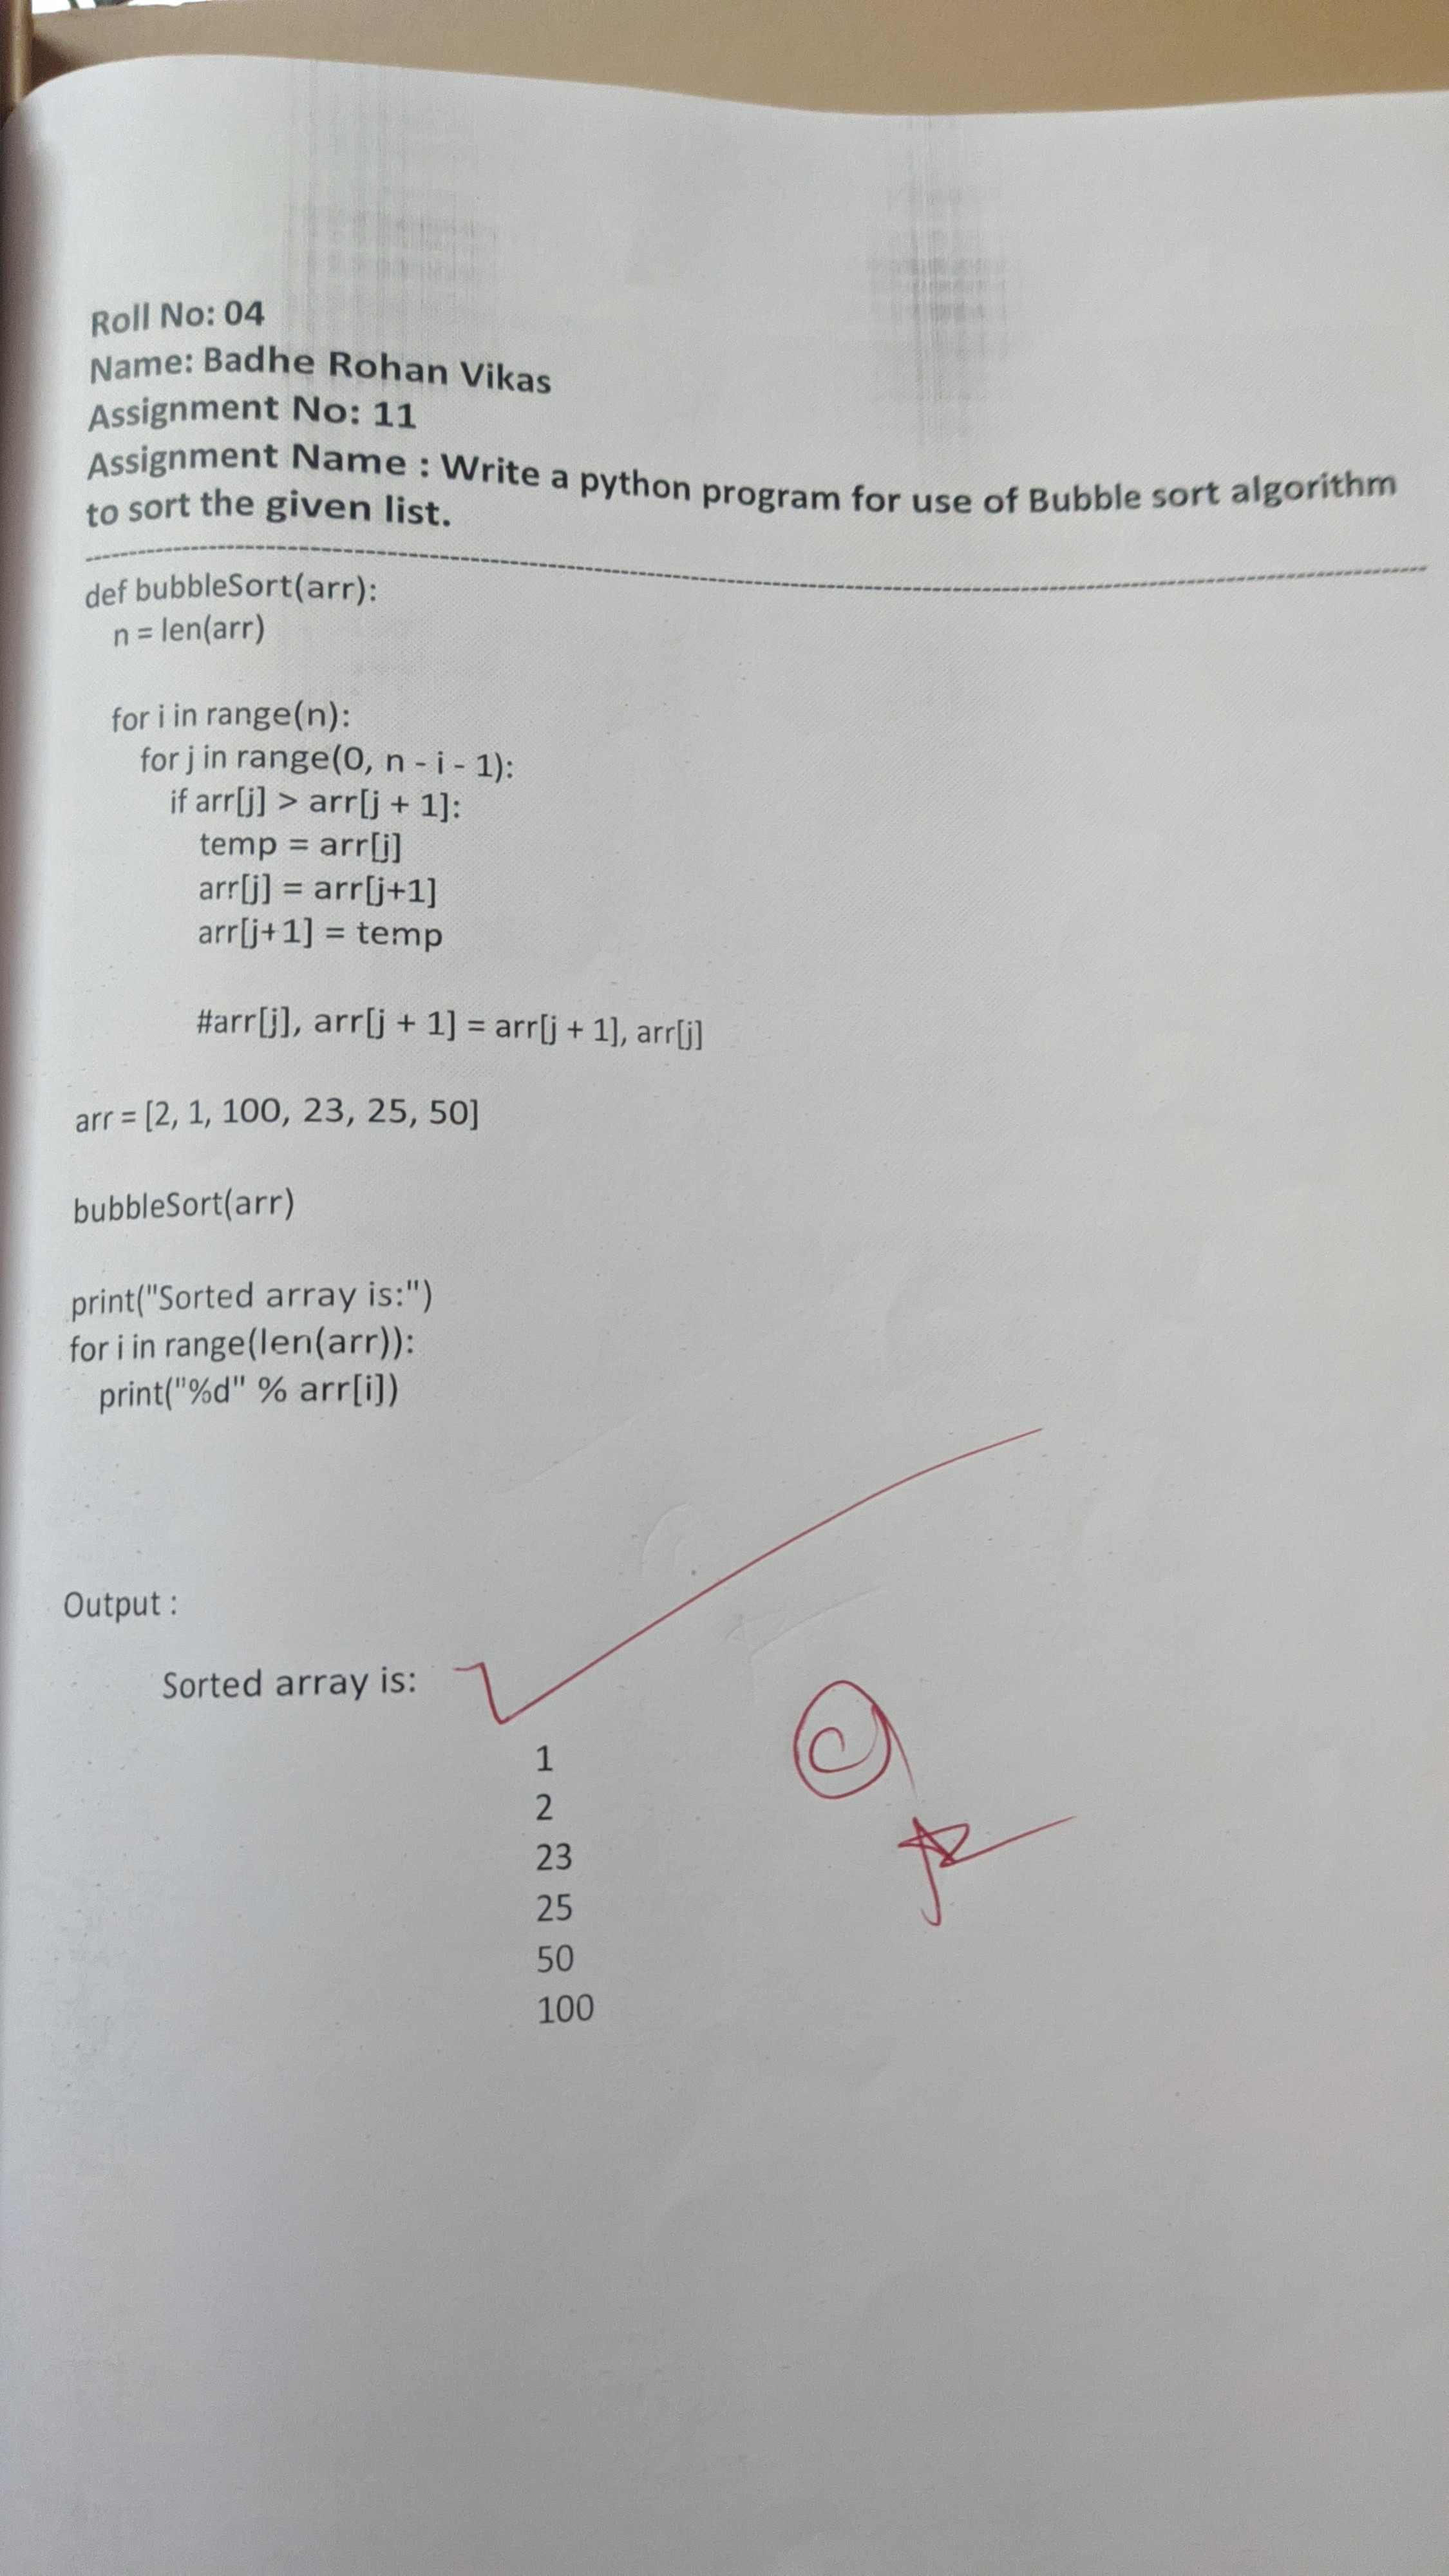 Roll No: 04
Name: Badhe Rohan Vikas
Assignment No: 11
Assignment Name : Write a python program for use of Bubble sort algorithm
to sort the given list.
def bubbleSort(arr):
n = len(arr)
for i in range(n):
for j in range(0, n - i - 1):
if arr[j] > arr[j + 1]:
temp = arr[j]
arr[j] = arr[j+1]
arr[j+1] = temp
#arr[j], arr[j + 1] = arr[j + 1], arr[j]
arr = [2, 1, 100, 23, 25, 50]
bubbleSort(arr)
print("Sorted array is:")
for i in range(len(arr)):
print("%d" % arr[i])
Output :
Sorted array is:
1
2
23
25
50
100